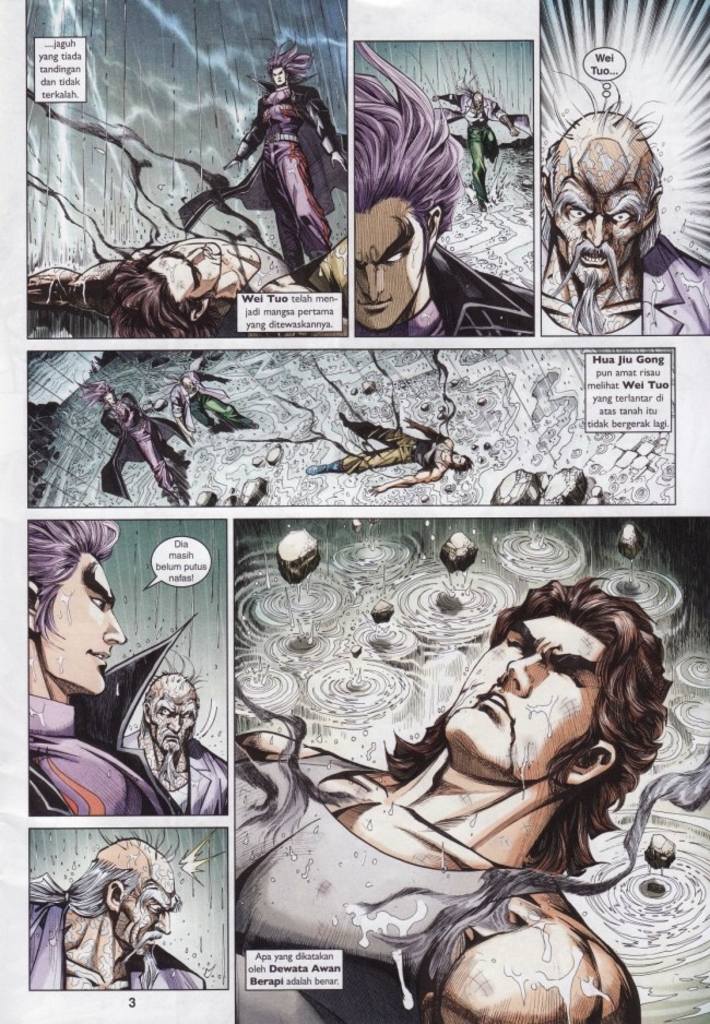 ....jaguh
yang tiada
tandingan
dan tidak
terkalah.
Wei Tuo telah men-
jadi mangsa pertama
yang ditewaskannya.
Wei
Tuo...
Hua Jiu Gong
pun amat risau
melihat Wei Tuo
yang terlantar di
atas tanah itu
tidak bergerak lagi.
Dia
masih
belum putus
nafas!
Apa yang dikatakan
oleh Dewata Awan
Berapi adalah benar.
3